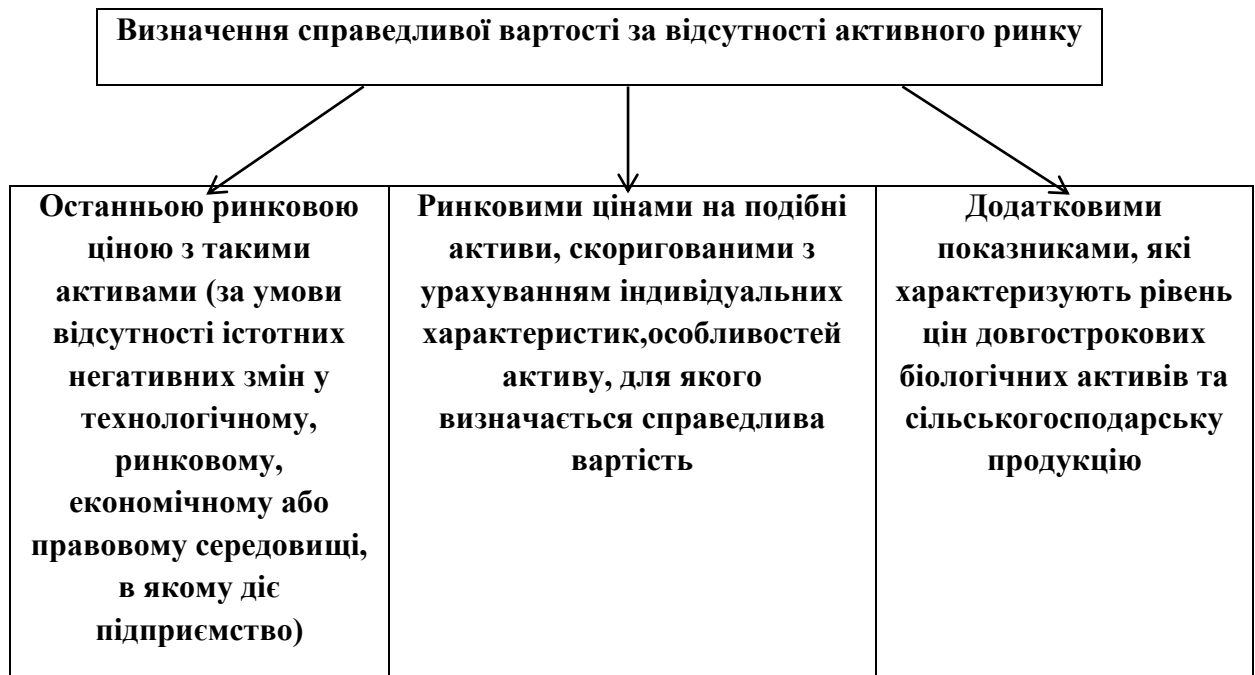 Визначення справедливої вартості за відсутності активного ринку
Останньою ринковою
ціною з такими
активами (за умови
відсутності істотних
негативних змін у
технологічному,
ринковому,
економічному або
правовому середовищі,
в якому діє
підприємство)
Ринковими цінами на подібні
активи, скоригованими з
урахуванням індивідуальних
характеристик,особливостей
активу, для якого
визначається справедлива
вартість
Додатковими
показниками, які
характеризують рівень
цін довгострокових
біологічних активів та
сільськогосподарську
продукцію